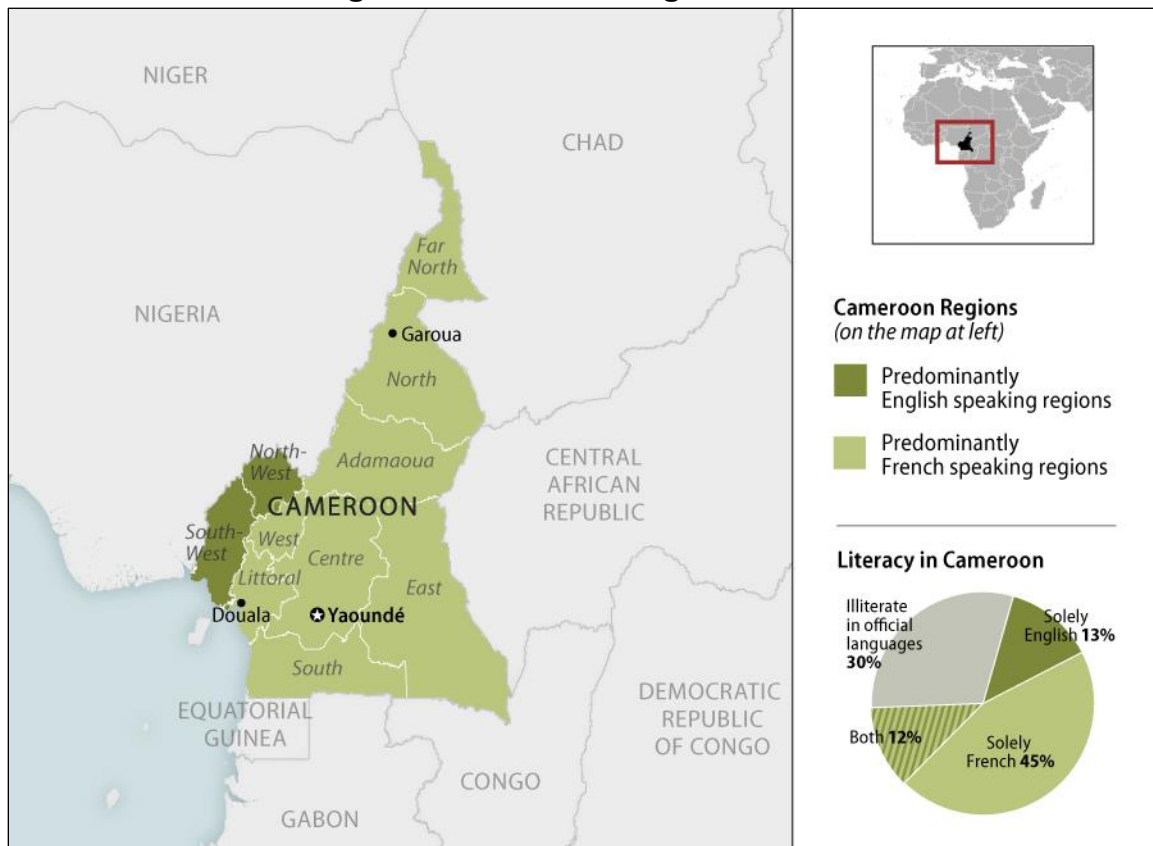 NIGER
CHAD
Far
North
NIGERIA
Garoua
North
North-
West
Adamaoua
CENTRAL
AFRICAN
REPUBLIC
CAMEROON
South-
West
West
Centre
Littoral
East
Douala
Yaoundé
South
EQUATORIAL
GUINEA
DEMOCRATIC
REPUBLIC
OF CONGO
CONGO
GABON
Cameroon Regions
(on the map at left)
Predominantly
English speaking regions
Predominantly
French speaking regions
Literacy in Cameroon
Illiterate
in official
languages
30%
Solely
English 13%
Both 12%
Solely
French 45%